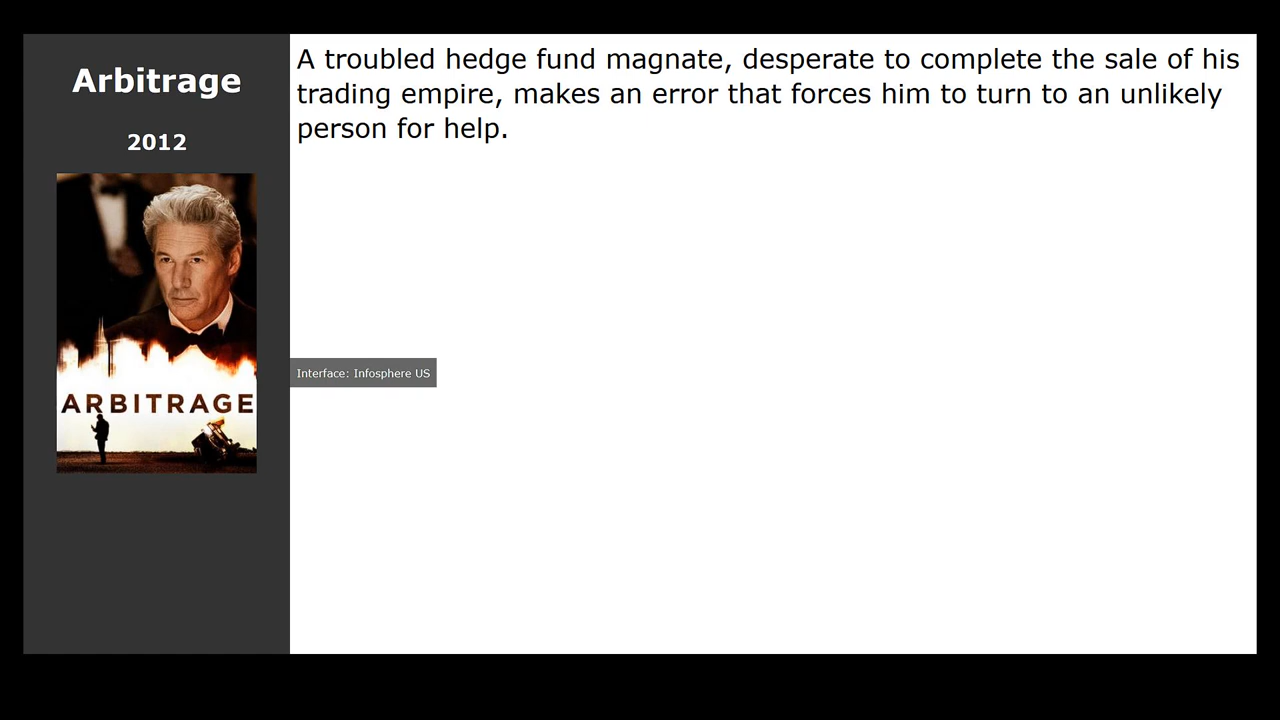 Arbitrage
2012
ARBITRAGE
A troubled hedge fund magnate, desperate to complete the sale of his
trading empire, makes an error that forces him to turn to an unlikely
person for help.
Interface: Infosphere US